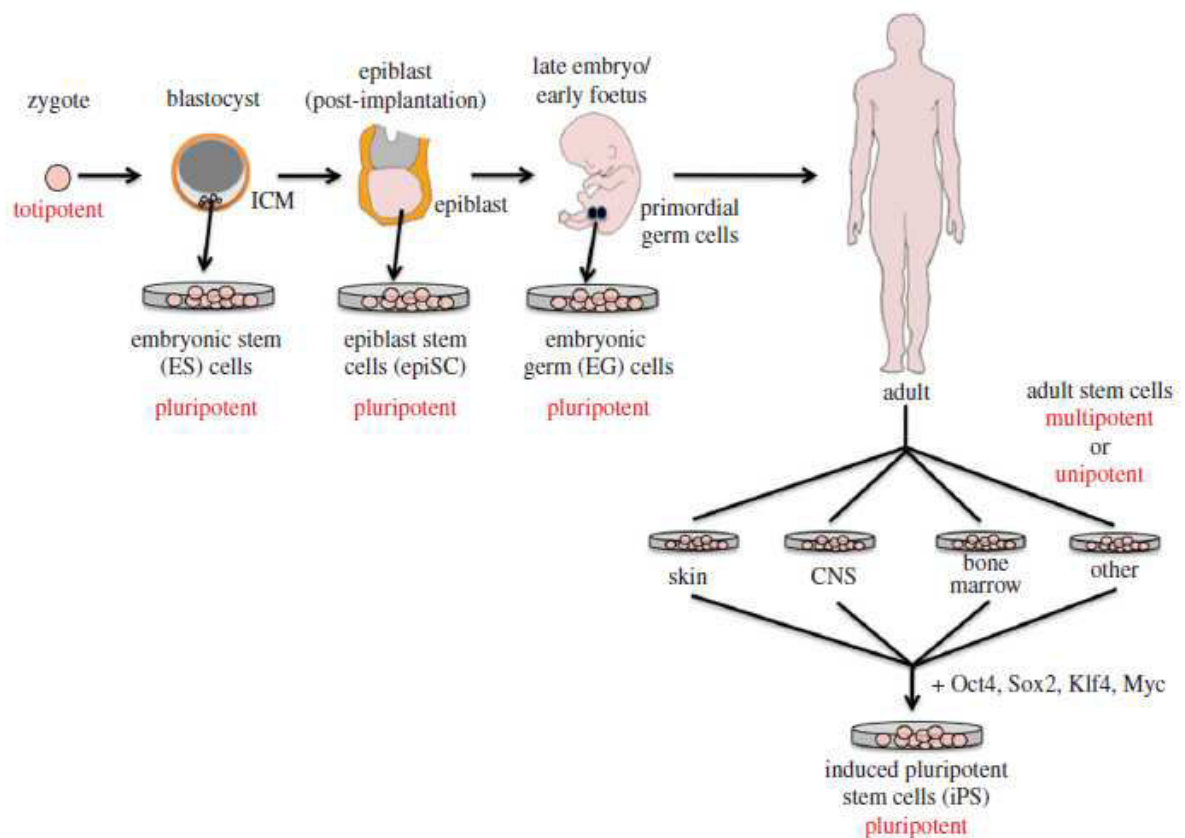 zygote
totipotent
blastocyst
ICM
embryonic stem
(ES) cells
pluripotent
epiblast
(post-implantation)
epiblast
epiblast stem
cells (epiSC)
pluripotent
late embryo/
early foetus
primordial
germ cells
embryonic
germ (EG) cells
pluripotent
adult
adult stem cells
multipotent
or
unipotent
skin
CNS
bone
marrow
other
+ Oct4, Sox2, Klf4, Myc
induced pluripotent
stem cells (iPS)
pluripotent